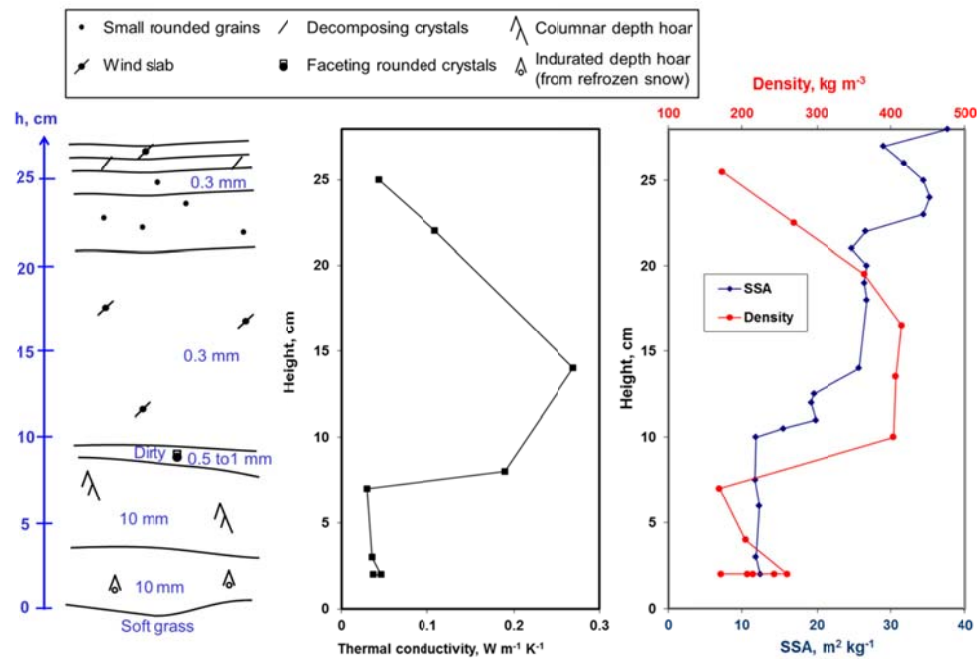 Small rounded grains
Decomposing crystals
Columnar depth hoar
Wind slab
Faceting rounded crystals
Indurated depth hoar
(from refrozen snow)
h, cm
25
20
15
10
5
0
0.3 mm
0.3 mm
Dirty
0.5 to1 mm
10 mm
10 mm
Soft grass
Height, cm
25
20
15
10
5
0
0
0.1
0.2
0.3
Thermal conductivity, W m-1 K-1
Density, kg m-3
100
200
300
400
500
Height, cm
25
20
15
10
5
0
SSA
Density
0
10
20
30
40
SSA, m2 kg-1